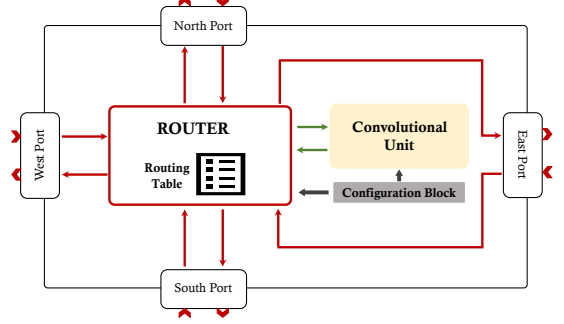 North Port
West Port
ROUTER
Routing
Table
Convolutional
Unit
Configuration Block
East Port
South Port